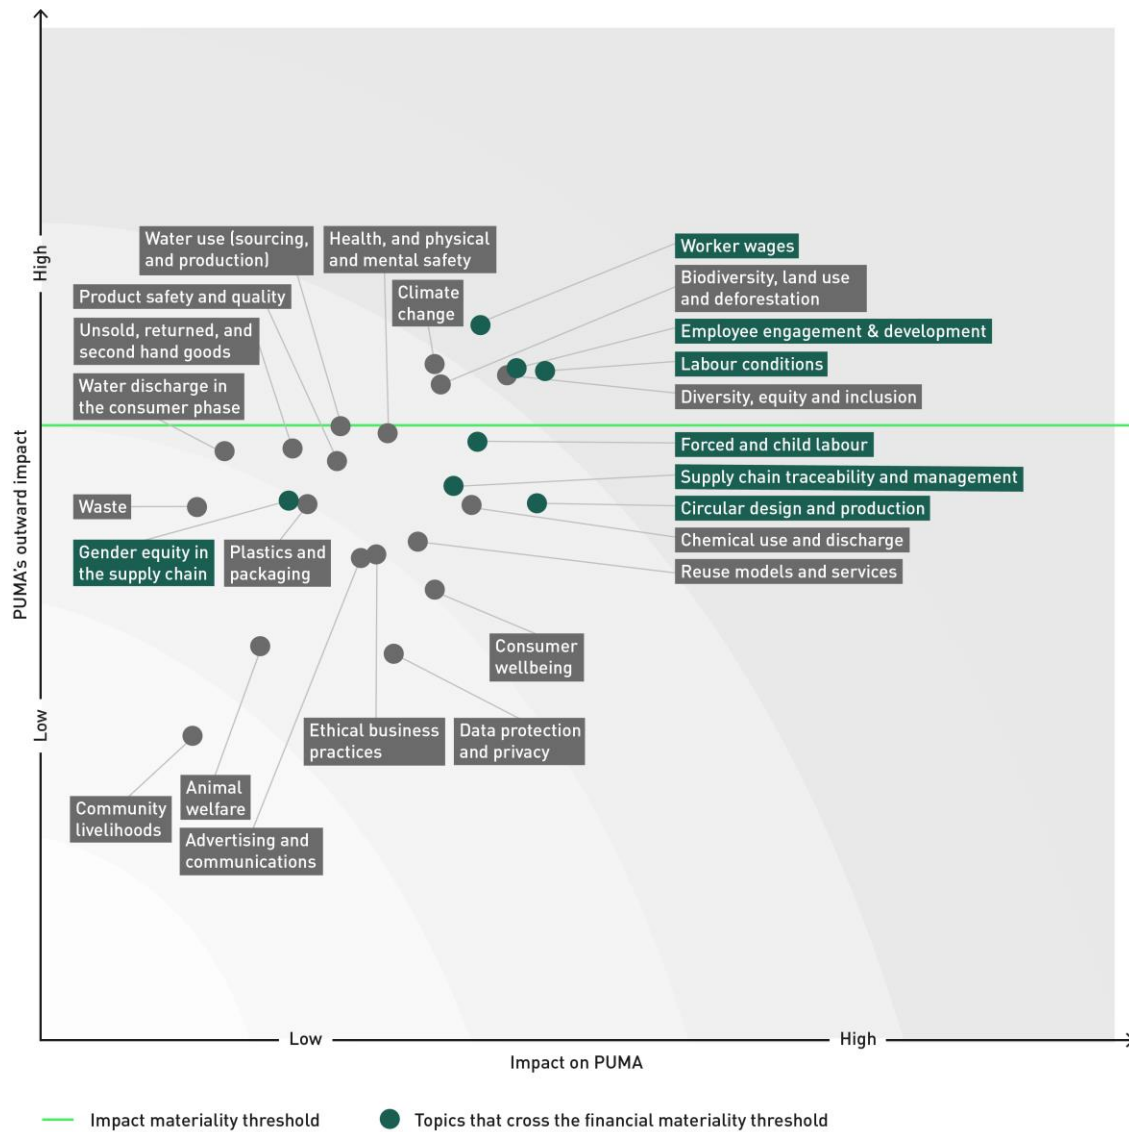 High
PUMA's outward impact
Low
Water use (sourcing,
and production)
Health, and physical
and mental safety
Product safety and quality
Climate
change
Unsold, returned, and
second hand goods
Water discharge in
the consumer phase
Worker wages
Biodiversity, land use
and deforestation
Employee engagement & development
Labour conditions
Diversity, equity and inclusion
Forced and child labour
Supply chain traceability and management
Circular design and production
Chemical use and discharge
Reuse models and services
Waste
Gender equity in
the supply chain
Plastics and
packaging
Consumer
wellbeing
Ethical business
practices
Data protection
and privacy
Animal
welfare
Community
livelihoods
Advertising and
communications
Low
High
Impact on PUMA
Impact materiality threshold
Topics that cross the financial materiality threshold